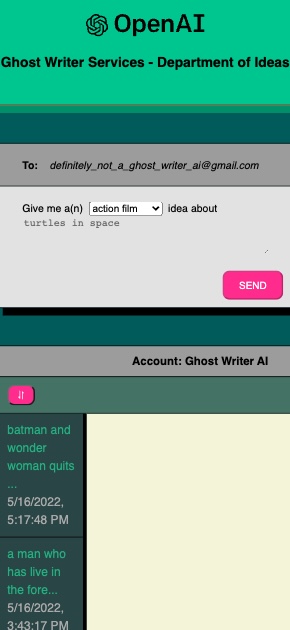 OpenAI
Ghost Writer Services - Department of Ideas
To: definitely_not_a_ghost_writer_ai@gmail.com
Give me a(n) action film idea about
turtles in space
SEND
Account: Ghost Writer AI
batman and
wonder
woman quits
...
5/16/2022,
5:17:48 PM
a man who
has live in
the fore...
5/16/2022,
3:43:17 PM